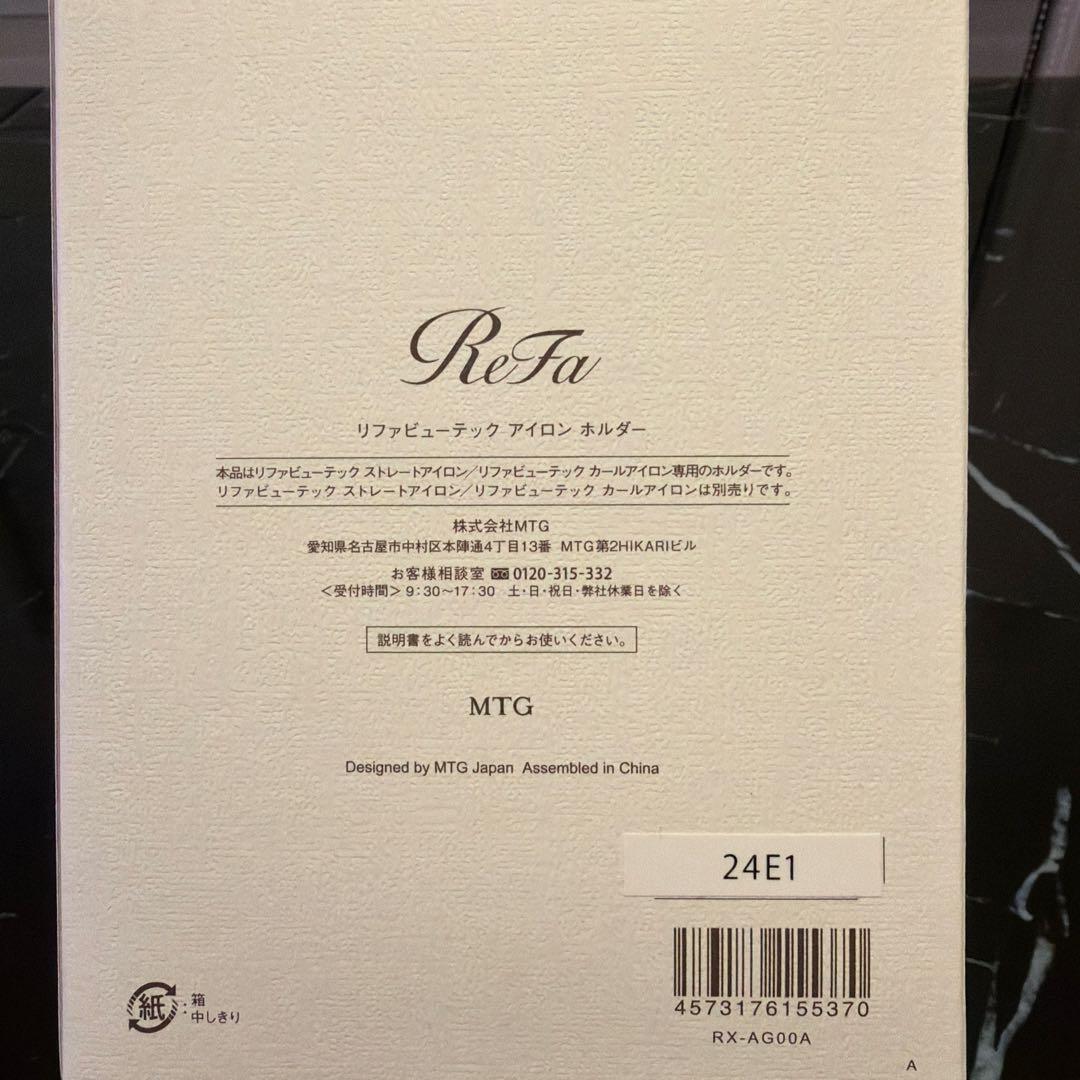 ReFa
リファビューテック アイロン ホルダー
本品はリファビューテック ストレートアイロン／リファビューテック カールアイロン専用のホルダーです。
リファビューテック ストレートアイロン／リファビューテック カールアイロンは別売りです。
株式会社MTG
愛知県名古屋市中村区本陣通4丁目13番 MTG第2HIKARIビル
お客様相談室 0120-315-332
＜受付時間＞9:30～17:30 土・日・祝日・弊社休業日を除く
説明書をよく読んでからお使いください。
MTG
Designed by MTG Japan Assembled in China
24E1
4573176155370
RX-AG00A
紙：箱
中しきり
A